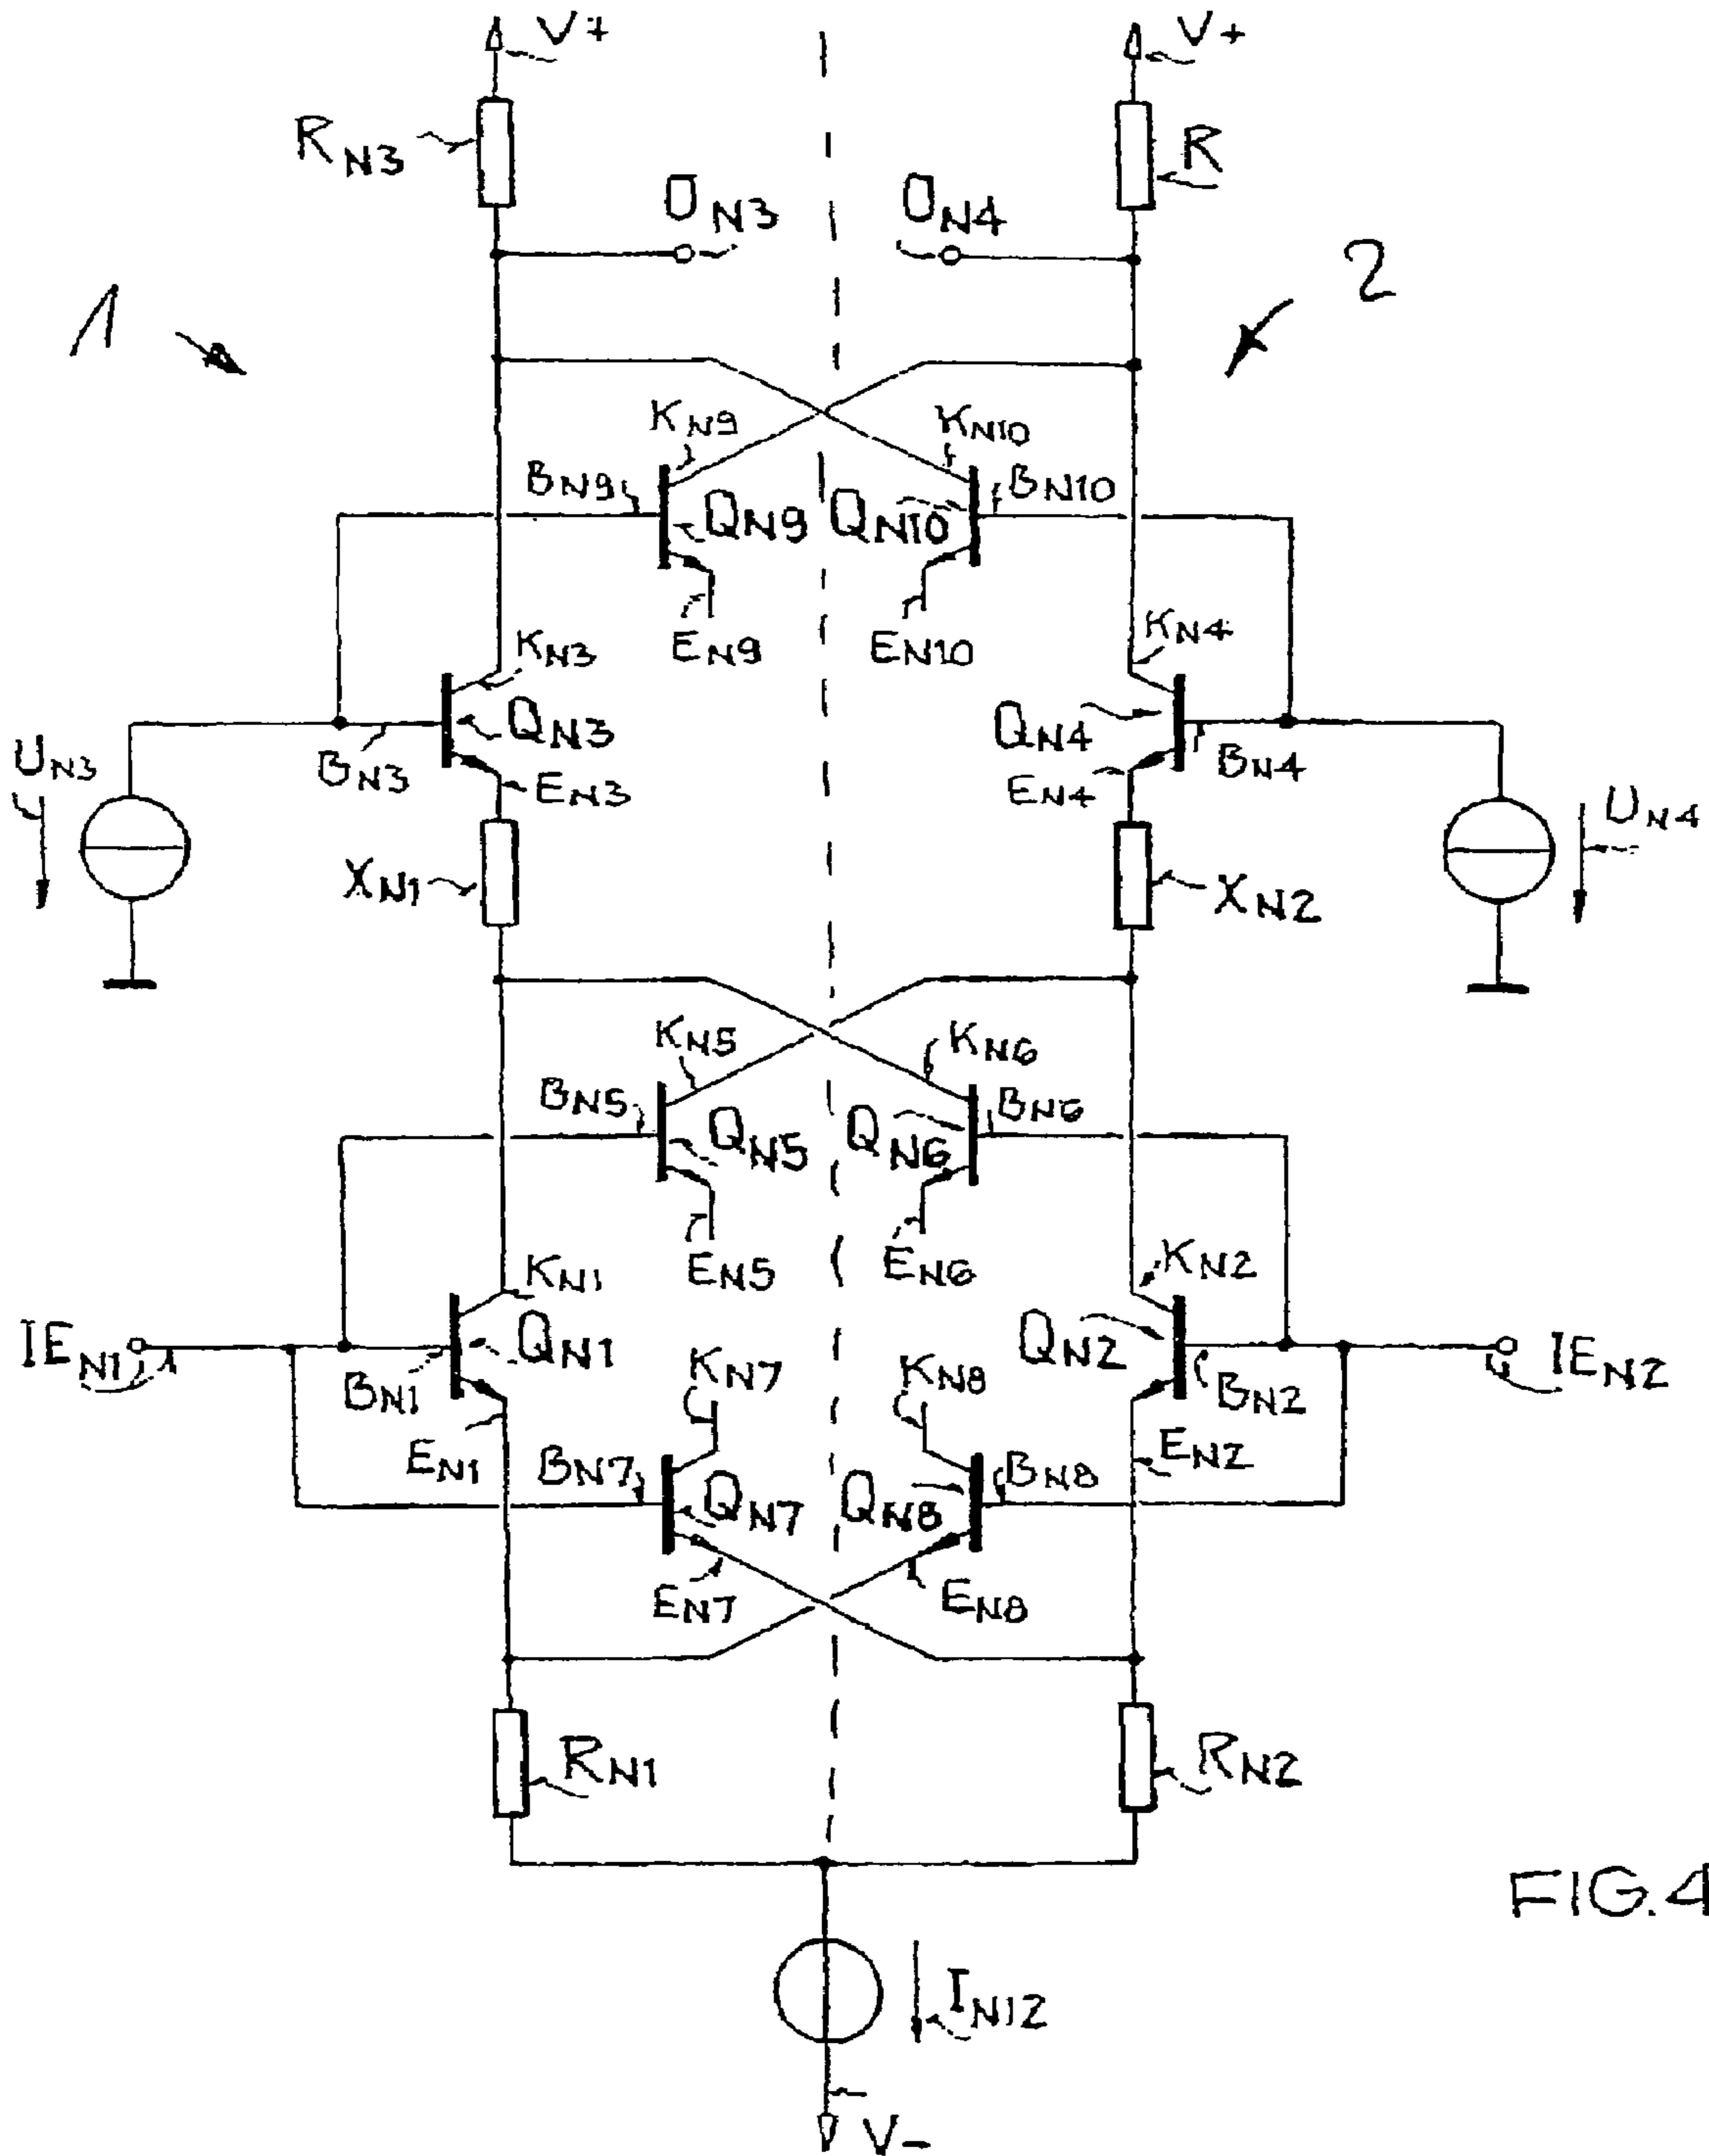 V+ V+
RN3 R
ON3 ON4
1 2
KN9 KN10
BN9 BN10
QN9 QN10
EN9 EN10
KN3 KN4
QN3 QN4
UN3 BN3 BN4 UN4
EN3 EN4
XN1 XN2
KN5 KN6
BN5 BN6
QN5 QN6
EN5 EN6
KN1 KN2
IEN1 QN1 QN2 IEN2
BN1 KN7 KN8 BN2
EN1 EN2
BN7 BN8
QN7 QN8
EN7 EN8
RN1 RN2
FIG.4
IN12
V-